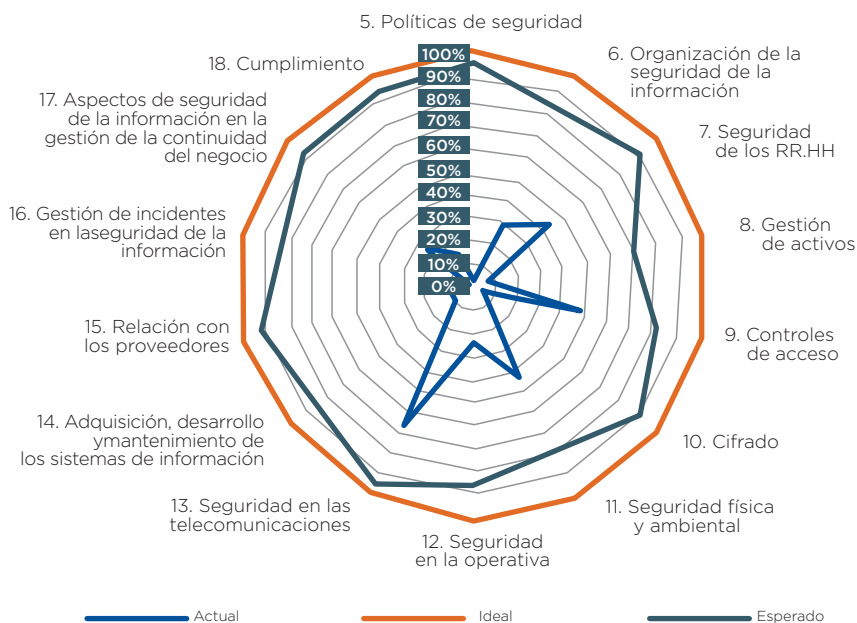 5. Políticas de seguridad
6. Organización de la
seguridad de la
información
7. Seguridad
de los RR.HH
8. Gestión
de activos
9. Controles
de acceso
10. Cifrado
11. Seguridad física
y ambiental
12. Seguridad
en la operativa
13. Seguridad en las
telecomunicaciones
14. Adquisición, desarrollo
ymantenimiento de
los sistemas de información
15. Relación con
los proveedores
16. Gestión de incidentes
en laseguridad de la
información
17. Aspectos de seguridad
de la información en la
gestión de la continuidad
del negocio
18. Cumplimiento
100%
90%
80%
70%
60%
50%
40%
30%
20%
10%
0%
Actual
Ideal
Esperado